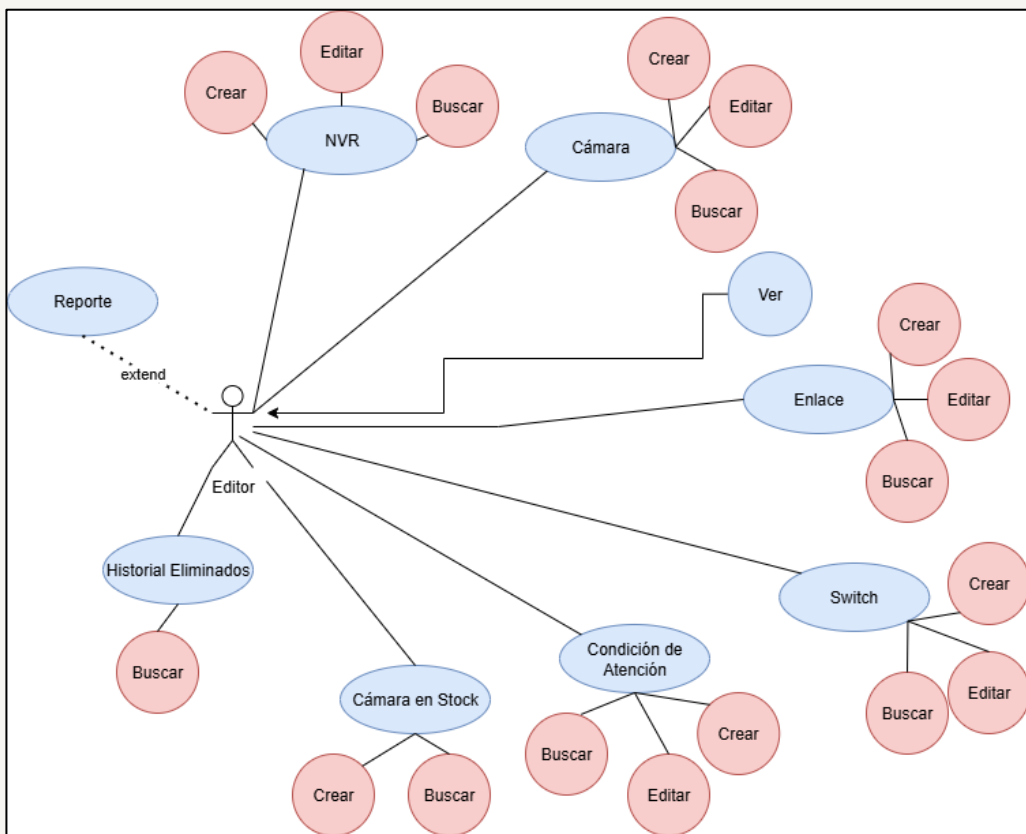 Editar
Crear
Buscar
NVR
Crear
Editar
Cámara
Buscar
Ver
Reporte
extend
Crear
Enlace
Editar
Buscar
Editor
Historial Eliminados
Buscar
Crear
Switch
Editar
Buscar
Condición de
Atención
Cámara en Stock
Crear
Buscar
Editar
Crear
Buscar